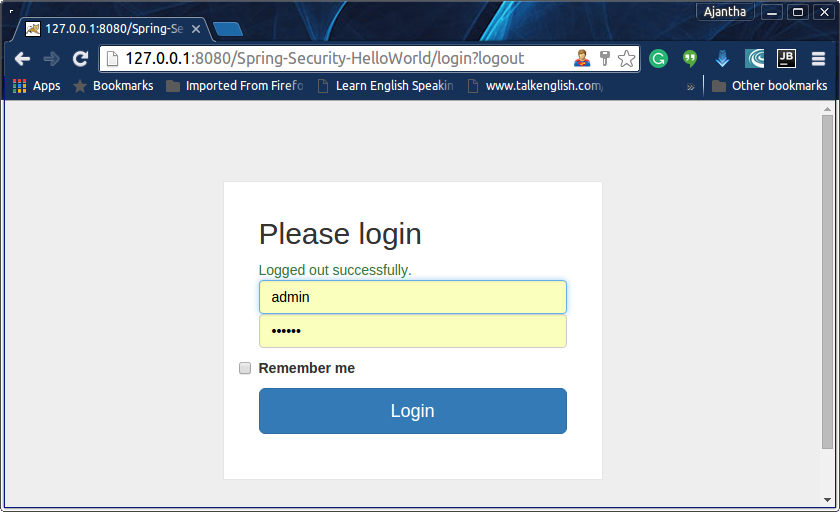 Ajantha
127.0.0.1:8080/Spring-Se
127.0.0.1:8080/Spring-Security-HelloWorld/login?logout
Apps Bookmarks Imported From Firefo Learn English Speakin www.talkenglish.com/ » Other bookmarks
JB
Please login
Logged out successfully.
admin
••••••
Remember me
Login